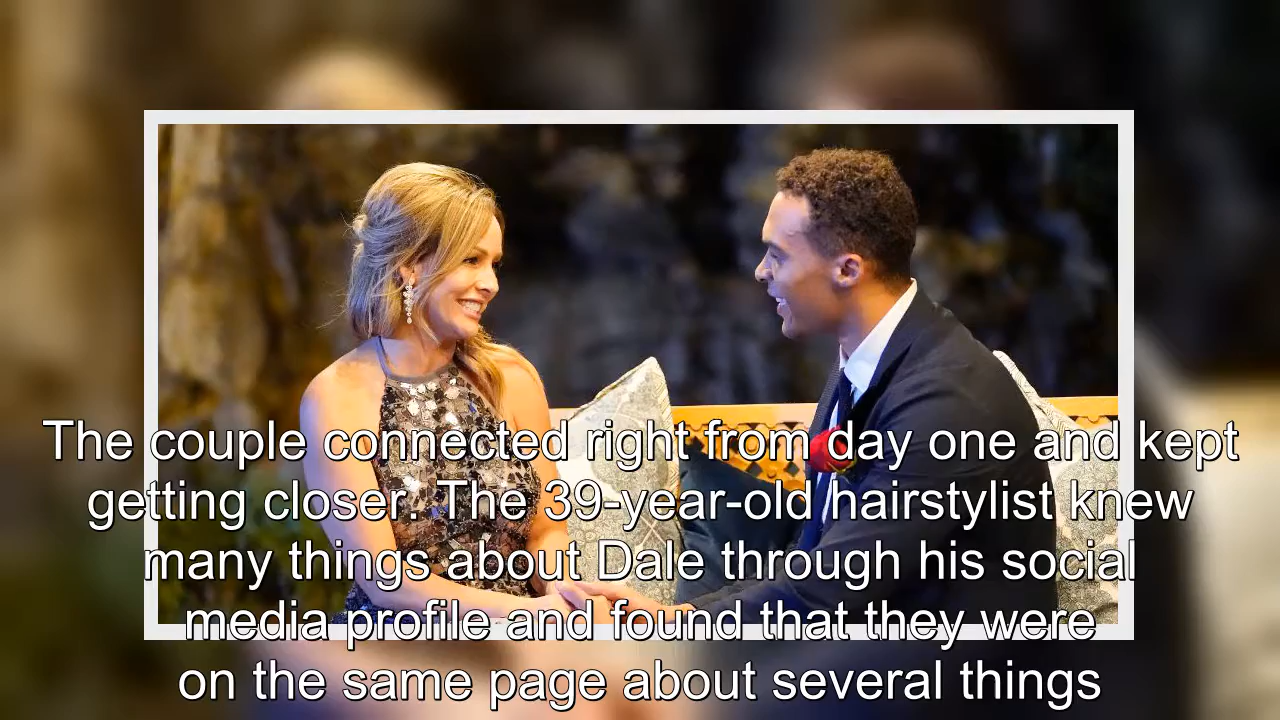 The couple connected right from day one and kept
getting closer. The 39-year-old hairstylist knew
many things about Dale through his social
media profile and found that they were
on the same page about several things